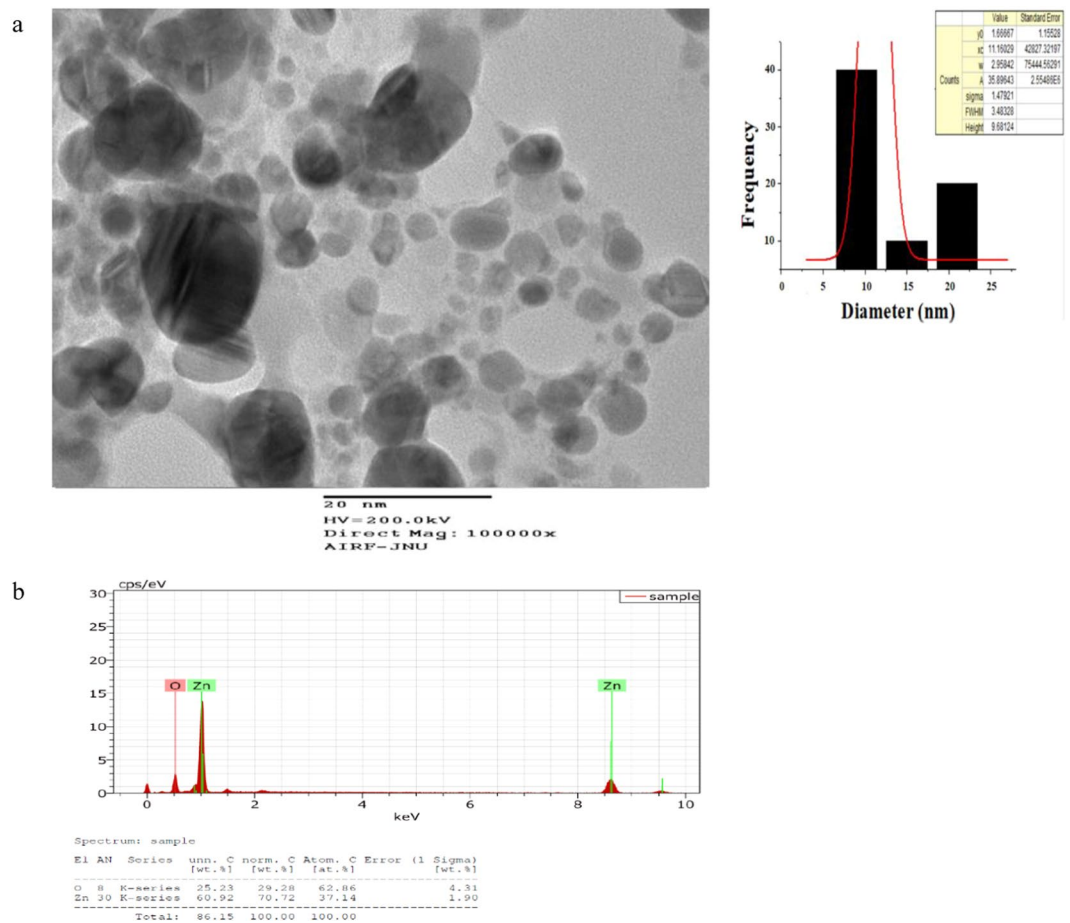 a
Value Standard Error
Counts y0 1.66667 1.15528
xc 11.16029 42827.32197
w 2.95842 75444.56291
A 35.89643 2.55486E6
sigma 1.47921
FWHM 3.48328
Height 9.68124
Frequency
40
30
20
10
0 5 10 15 20 25
Diameter (nm)
20 nm
HV=200.0kV
Direct Mag: 100000x
AIRF-JNU
b
cps/eV
sample
30
25
20
15
10
5
0
O Zn Zn
0 2 4 6 8 10
keV
Spectrum: sample
El AN Series unn. C norm. C Atom. C Error (1 Sigma)
[wt.%] [wt.%] [at.%] [wt.%]
O 8 K-series 25.23 29.28 62.86 4.31
Zn 30 K-series 60.92 70.72 37.14 1.90
Total: 86.15 100.00 100.00